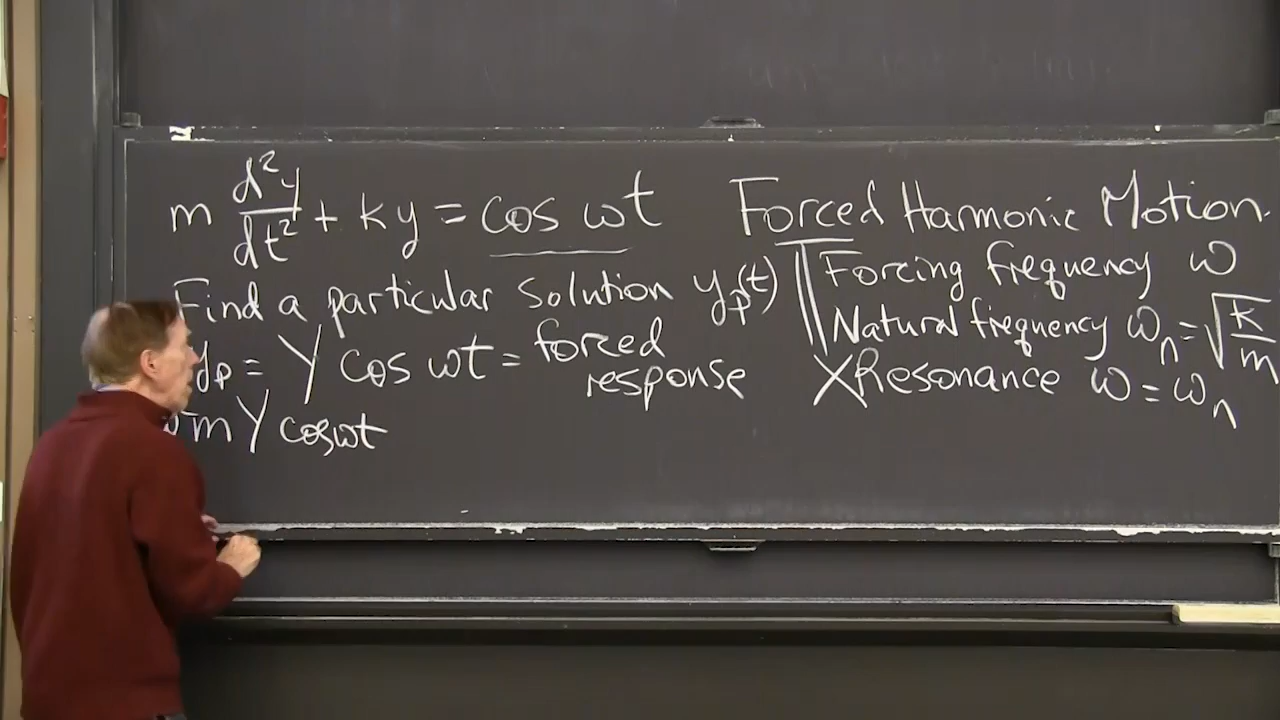 m d²y/dt² + ky = cos ωt
Forced Harmonic Motion.
Find a particular solution yₚ(t)
yₚ = Y cos ωt = forced response
mY cosωt
Forcing frequency ω
Natural frequency ωₙ = √k/m
X Resonance ω = ωₙ